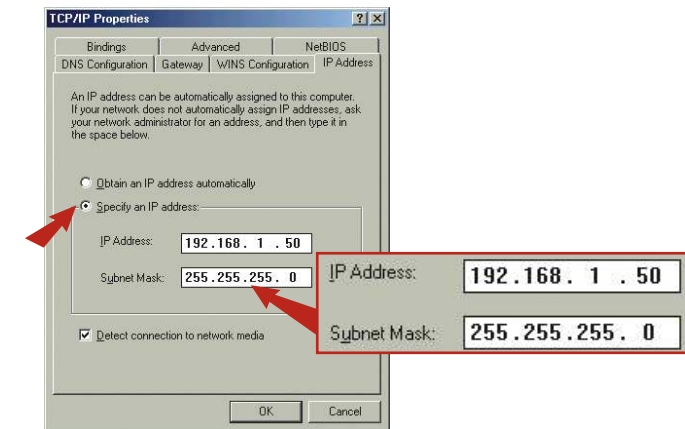 TCP/IP Properties
Bindings Advanced NetBIOS
DNS Configuration Gateway WINS Configuration IP Address
An IP address can be automatically assigned to this computer.
If your network does not automatically assign IP addresses, ask
your network administrator for an address, and then type it in
the space below.
Obtain an IP address automatically
Specify an IP address:
IP Address: 192.168. 1 .50
Subnet Mask: 255.255.255. 0
Detect connection to network media
OK Cancel
IP Address: 192.168. 1 .50
Subnet Mask: 255.255.255. 0